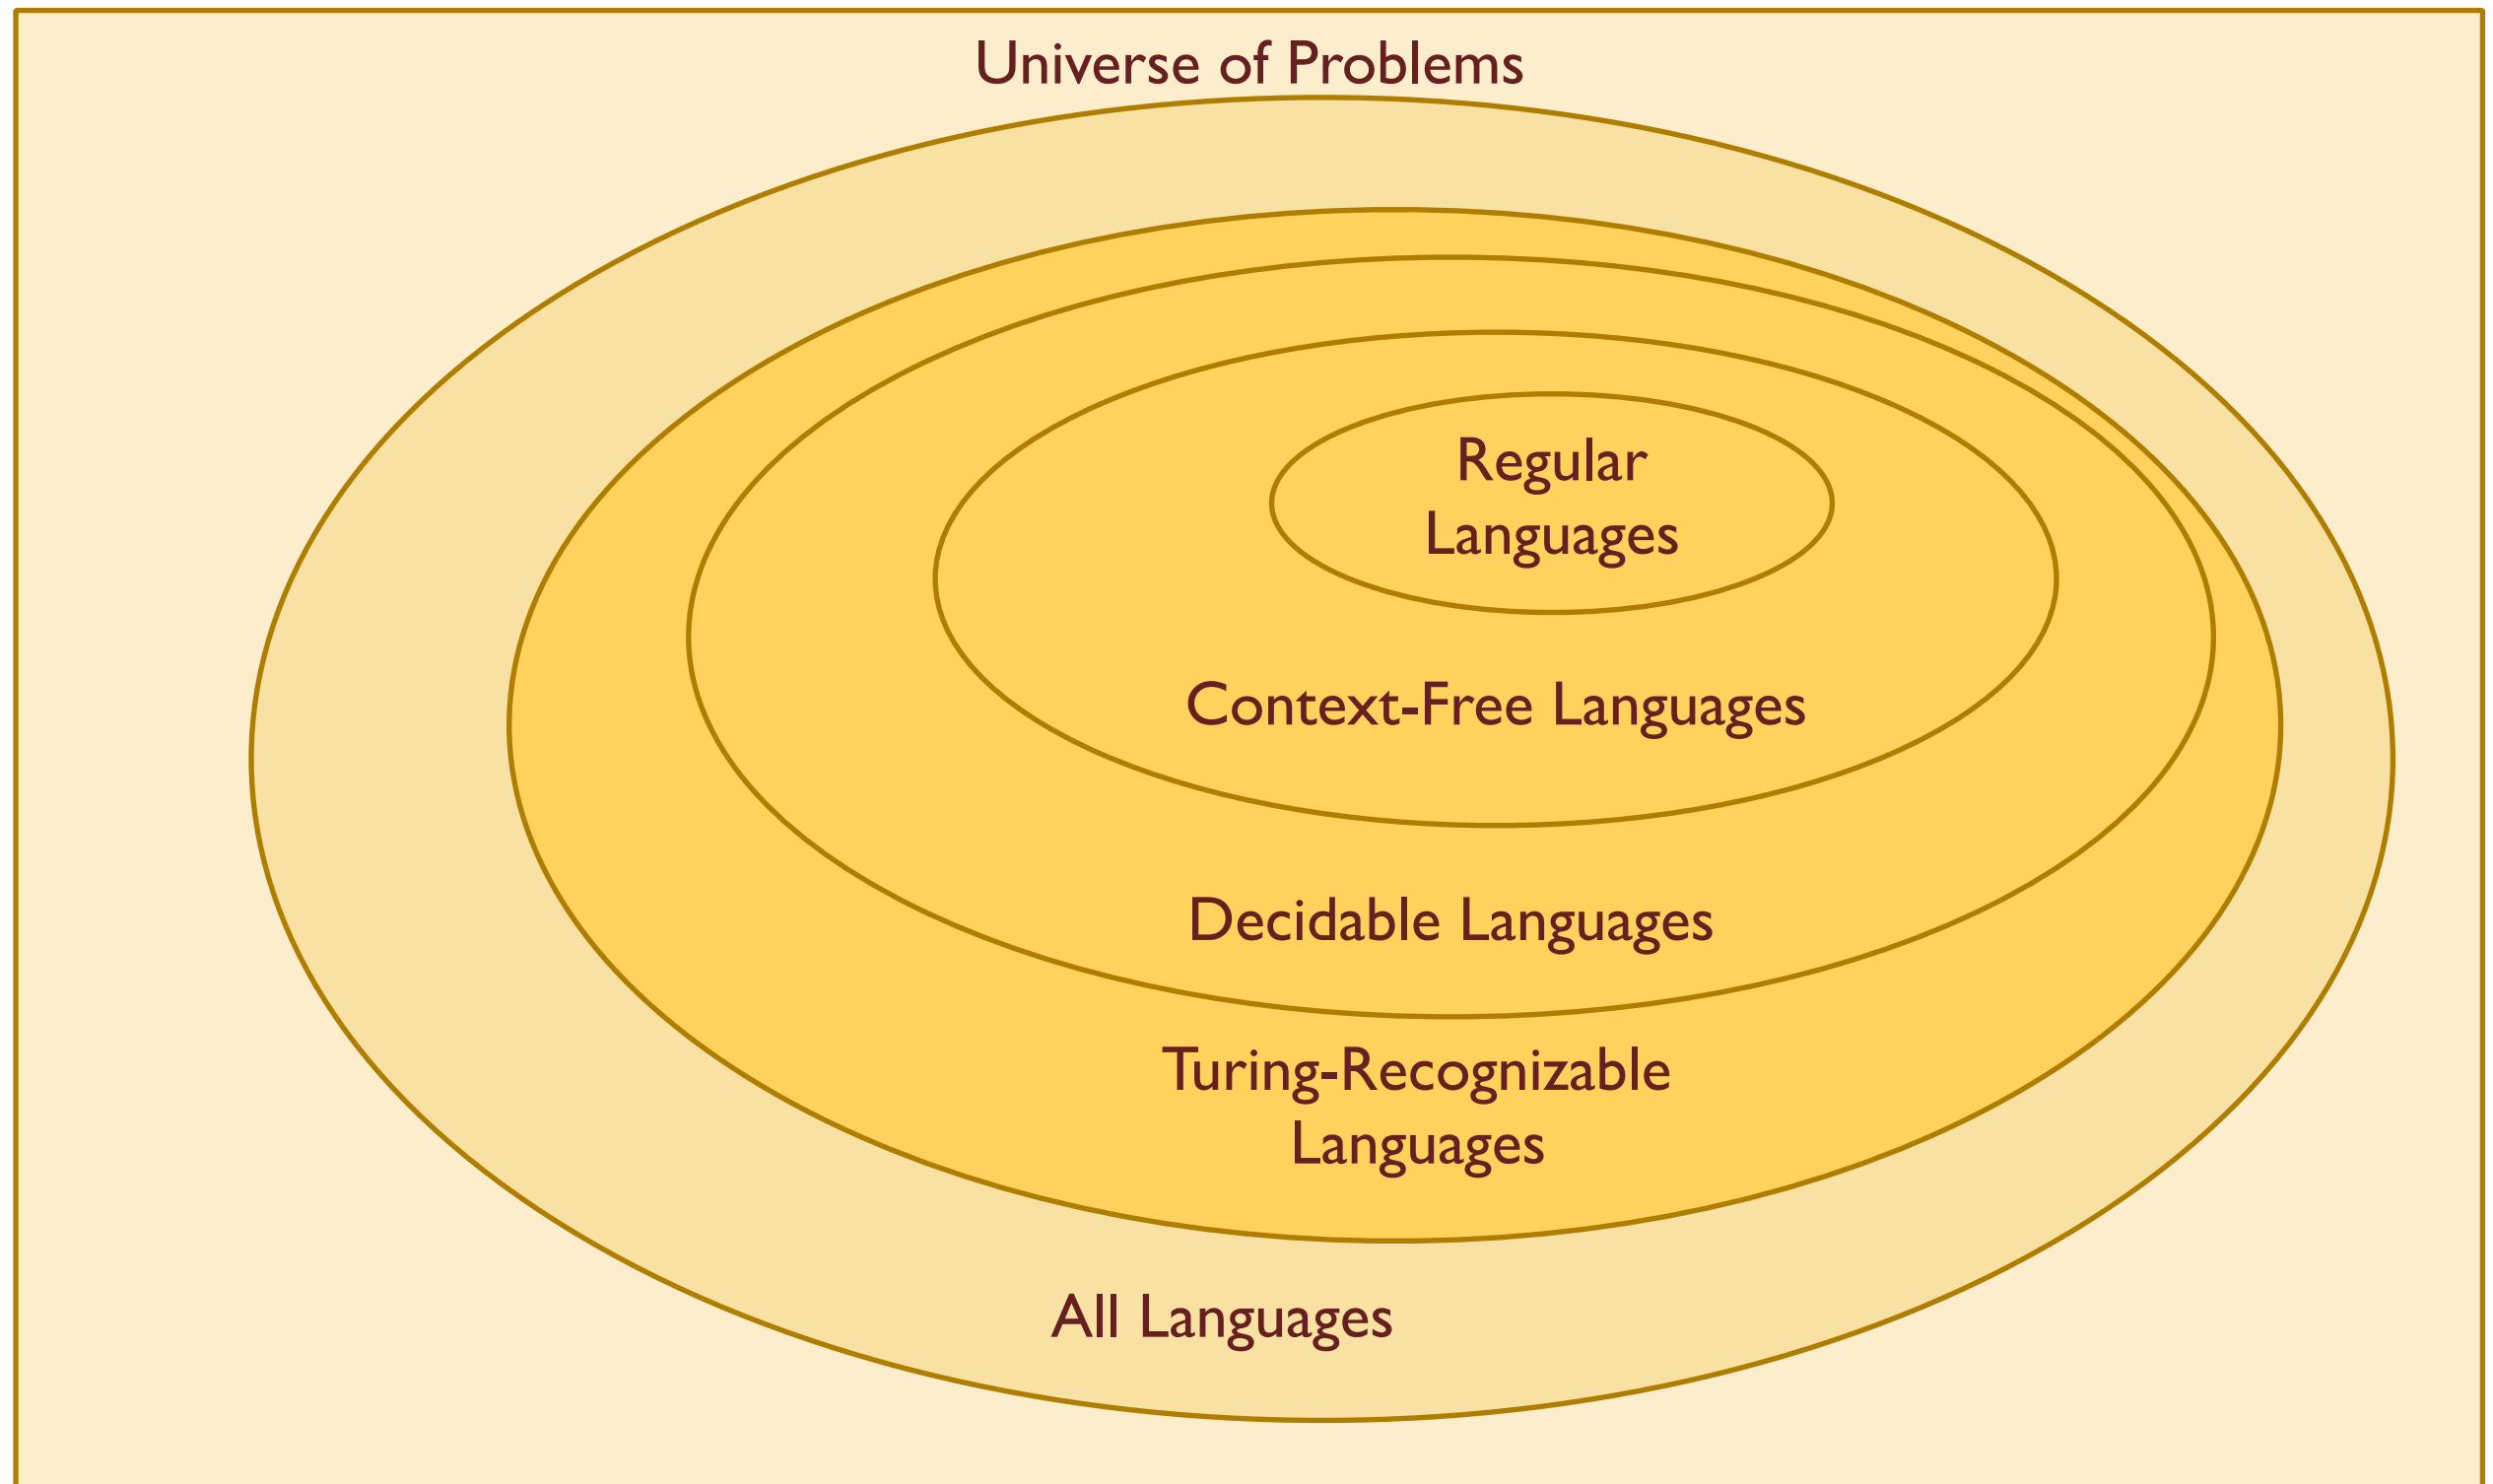 Universe of Problems
Regular
Languages
Context-Free Languages
Decidable Languages
Turing-Recognizable
Languages
All Languages